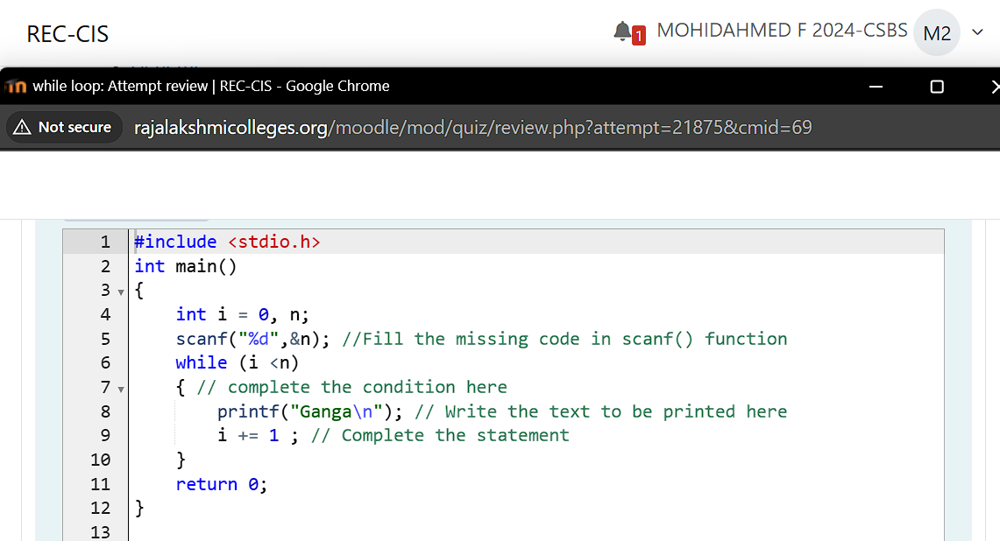 REC-CIS
1
MOHIDAHMED F 2024-CSBS
M2
while loop: Attempt review | REC-CIS - Google Chrome
Not secure
rajalakshmicolleges.org/moodle/mod/quiz/review.php?attempt=21875&cmid=69
1 #include <stdio.h>
2 int main()
3 {
4     int i = 0, n;
5     scanf("%d",&n); //Fill the missing code in scanf() function
6     while (i <n)
7     { // complete the condition here
8         printf("Ganga\n"); // Write the text to be printed here
9         i += 1 ; // Complete the statement
10     }
11     return 0;
12 }
13